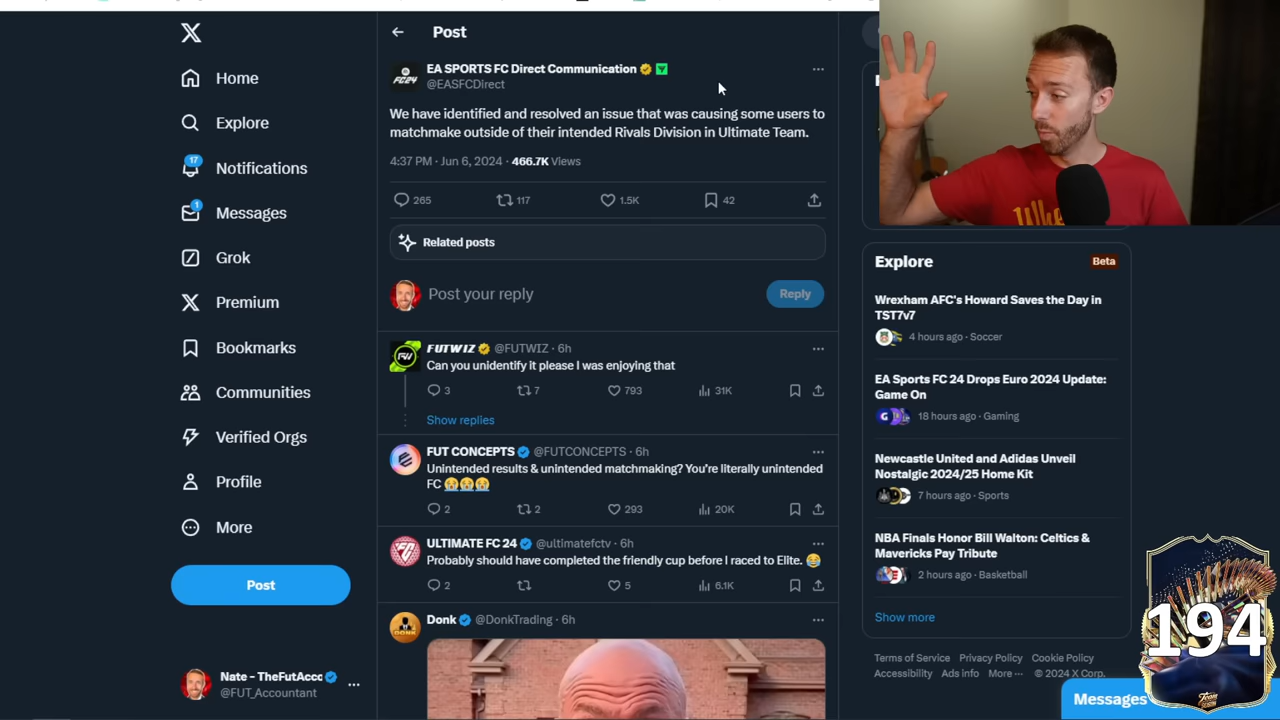 Post
EA SPORTS FC Direct Communication
@EASFCDirect
We have identified and resolved an issue that was causing some users to
matchmake outside of their intended Rivals Division in Ultimate Team.
4:37 PM · Jun 6, 2024 · 466.7K Views
265
117
1.5K
42
Related posts
Post your reply
Reply
FUTWIZ @FUTWIZ · 6h
Can you unidentify it please I was enjoying that
3
7
793
31K
Show replies
FUT CONCEPTS @FUTCONCEPTS · 6h
Unintended results & unintended matchmaking? You're literally unintended
FC 😭😭😭
2
2
293
20K
ULTIMATE FC 24 @ultimatefctv · 6h
Probably should have completed the friendly cup before I raced to Elite. 😂
2
5
6.1K
Donk @DonkTrading · 6h
17
1
Home
Explore
Notifications
Messages
Grok
Premium
Bookmarks
Communities
Verified Orgs
Profile
More
Post
Nate - TheFutAcc
@FUT_Accountant
Explore
Beta
Wrexham AFC's Howard Saves the Day in
TST7v7
4 hours ago · Soccer
EA Sports FC 24 Drops Euro 2024 Update:
Game On
18 hours ago · Gaming
Newcastle United and Adidas Unveil
Nostalgic 2024/25 Home Kit
7 hours ago · Sports
NBA Finals Honor Bill Walton: Celtics &
Mavericks Pay Tribute
2 hours ago · Basketball
Show more
Terms of Service Privacy Policy Cookie Policy
Accessibility Ads info More ··· © 2024 X Corp.
Messages
194